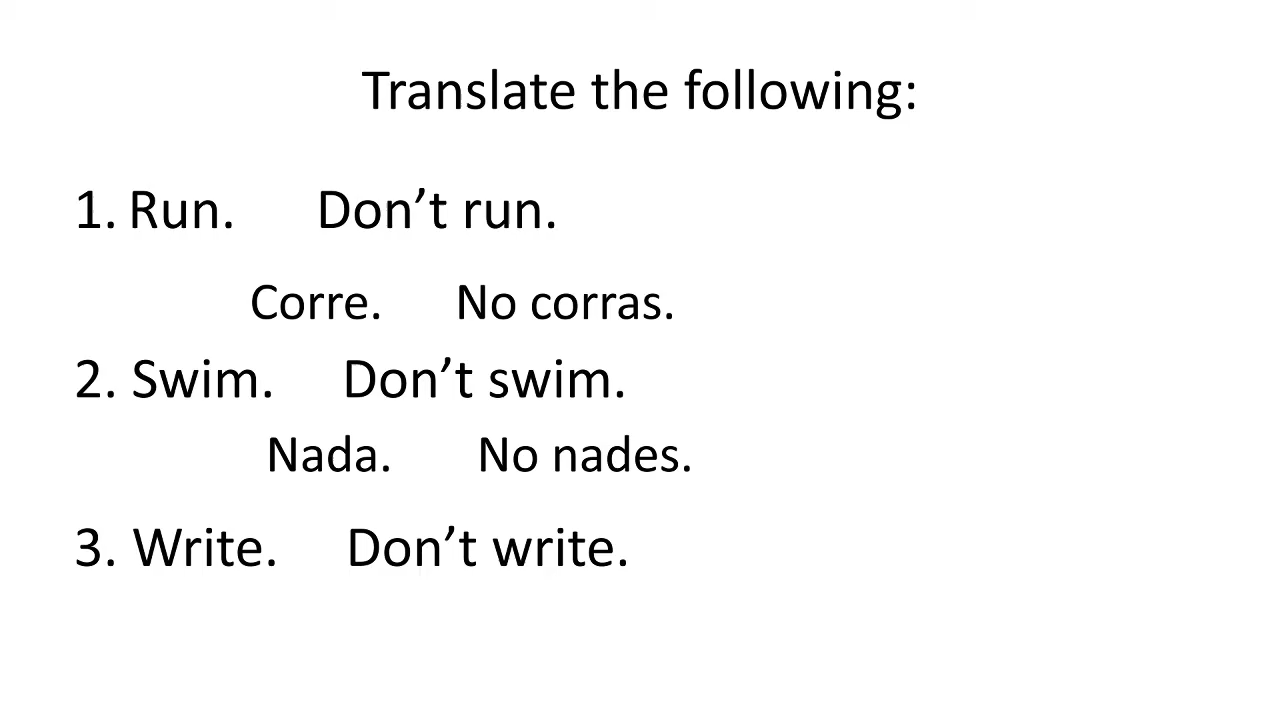 Translate the following:
1. Run. Don’t run.
Corre. No corras.
2. Swim. Don’t swim.
Nada. No nades.
3. Write. Don’t write.